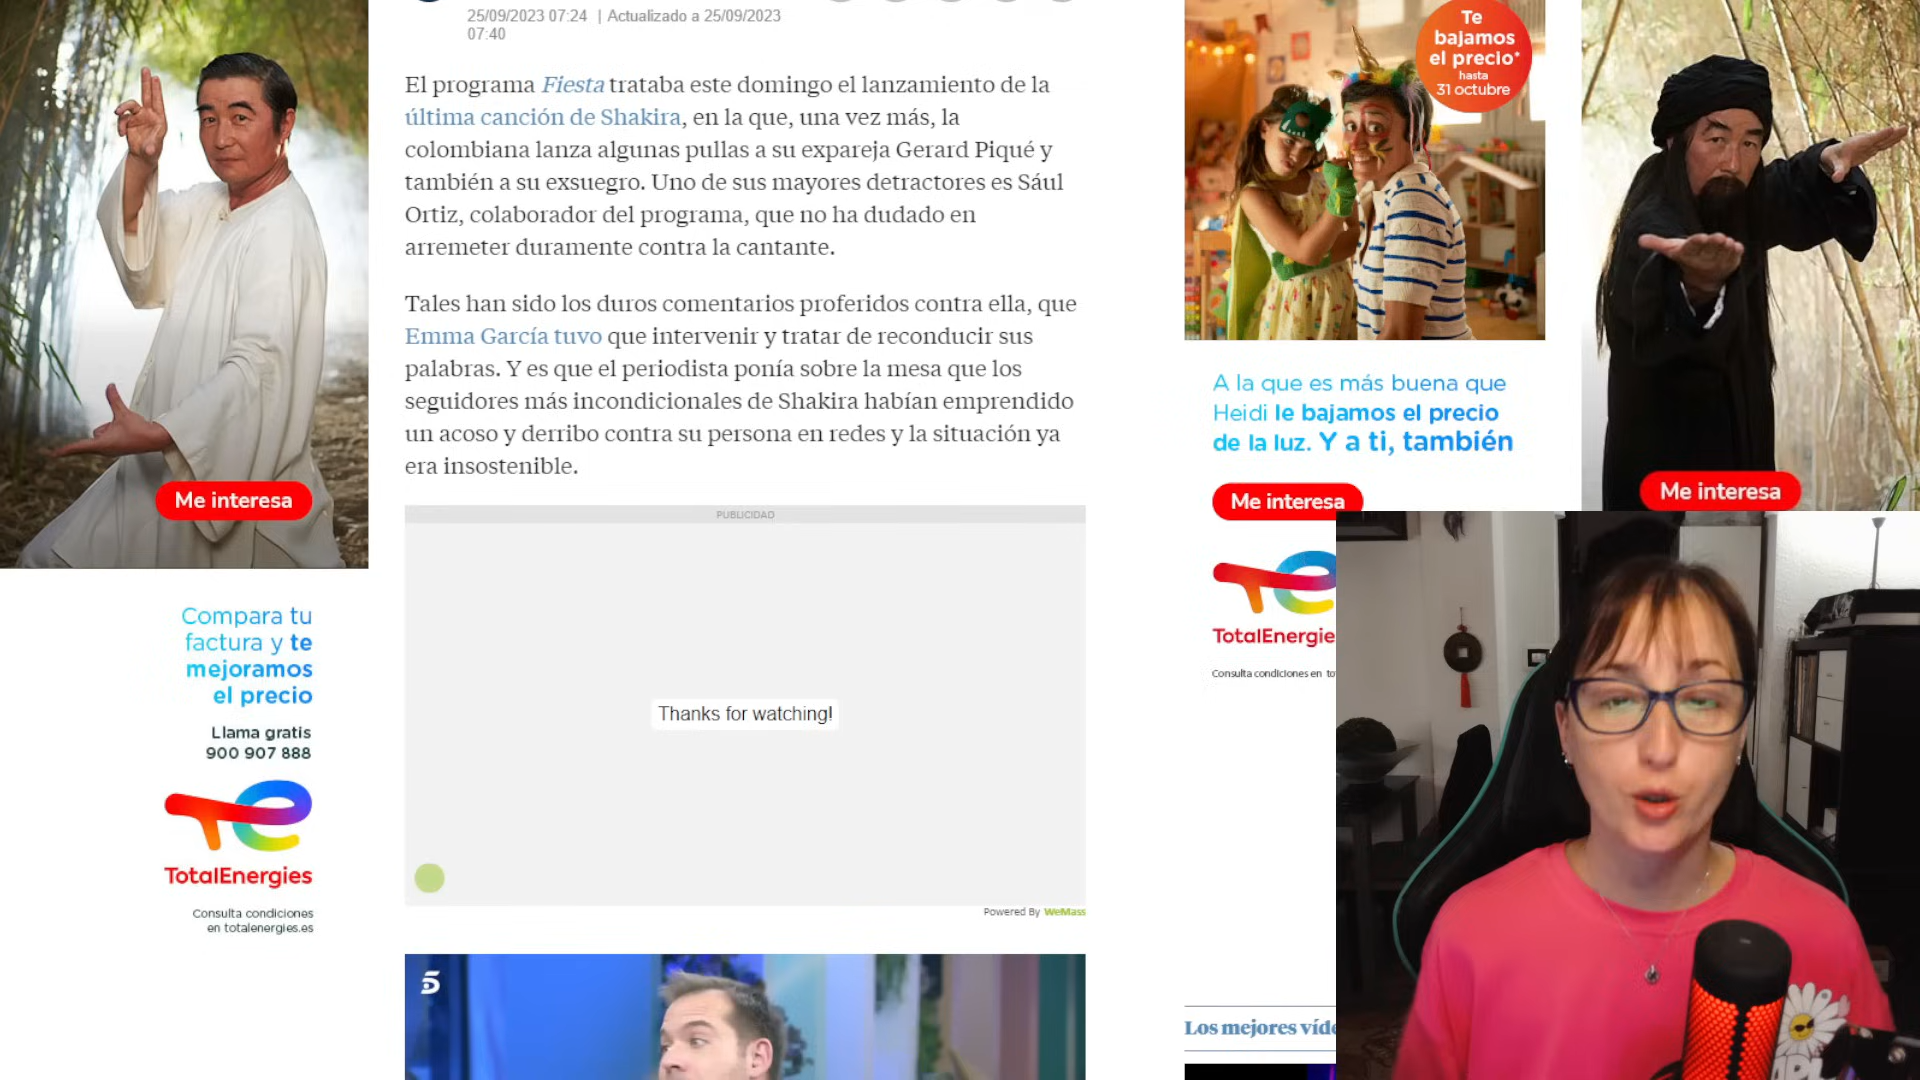 25/09/2023 07:24 | Actualizado a 25/09/2023
07:40
El programa Fiesta trataba este domingo el lanzamiento de la
última canción de Shakira, en la que, una vez más, la
colombiana lanza algunas pullas a su expareja Gerard Piqué y
también a su exsuegro. Uno de sus mayores detractores es Sául
Ortiz, colaborador del programa, que no ha dudado en
arremeter duramente contra la cantante.
Tales han sido los duros comentarios proferidos contra ella, que
Emma García tuvo que intervenir y tratar de reconducir sus
palabras. Y es que el periodista ponía sobre la mesa que los
seguidores más incondicionales de Shakira habían emprendido
un acoso y derribo contra su persona en redes y la situación ya
era insostenible.
PUBLICIDAD
Thanks for watching!
Powered By WeMass
5
Me interesa
Compara tu
factura y te
mejoramos
el precio
Llama gratis
900 907 888
TotalEnergies
Consulta condiciones
en totalenergies.es
Te
bajamos
el precio*
hasta
31 octubre
A la que es más buena que
Heidi le bajamos el precio
de la luz. Y a ti, también
Me interesa
TotalEnergie
Consulta condiciones en to
Los mejores víde
Me interesa